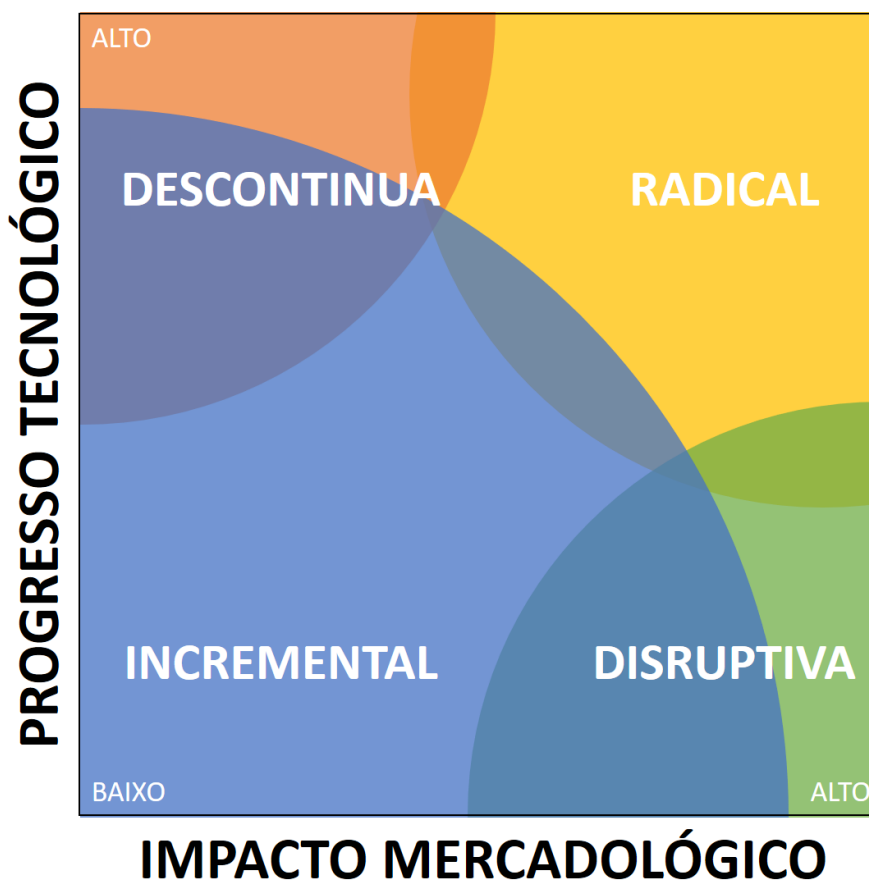 ALTO
PROGRESSO TECNOLÓGICO
DESCONTINUA
RADICAL
INCREMENTAL
DISRUPTIVA
BAIXO
ALTO
IMPACTO MERCADOLÓGICO